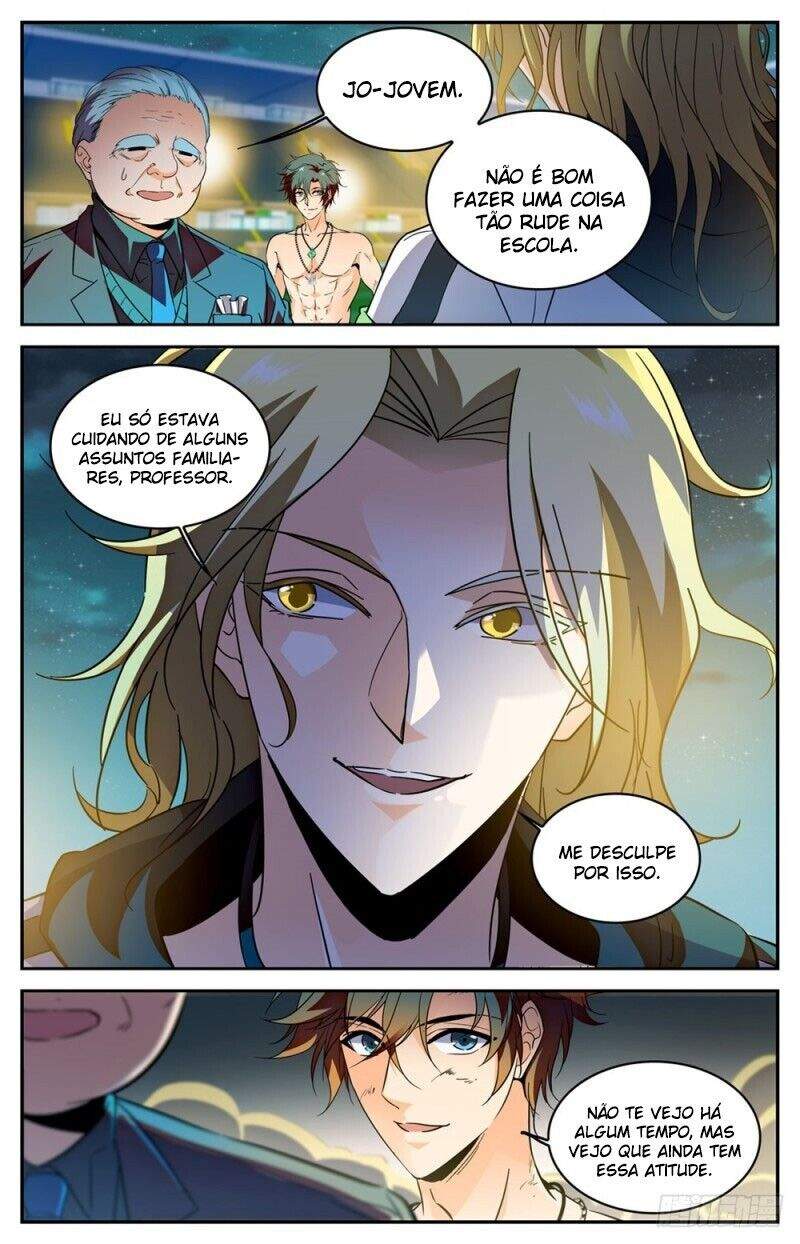 JO-JOVEM.
NÃO É BOM
FAZER UMA COISA
TÃO RUDE NA
ESCOLA.
EU SÓ ESTAVA
CUIDANDO DE ALGUNS
ASSUNTOS FAMILIA-
RES, PROFESSOR.
ME DESCULPE
POR ISSO.
NÃO TE VEJO HÁ
ALGUM TEMPO, MAS
VEJO QUE AINDA TEM
ESSA ATITUDE.